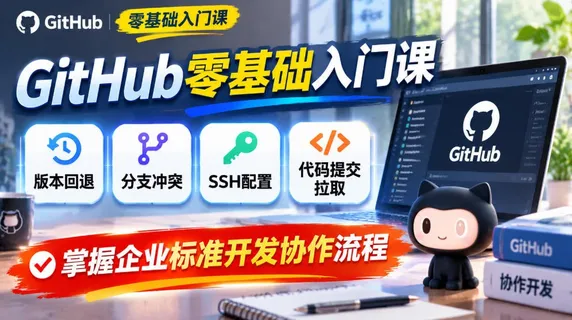 GitHub
零基础入门课
GitHub零基础入门课
版本回退
分支冲突
SSH配置
代码提交
拉取
GitHub
掌握企业标准开发协作流程
GitHub
协作开发